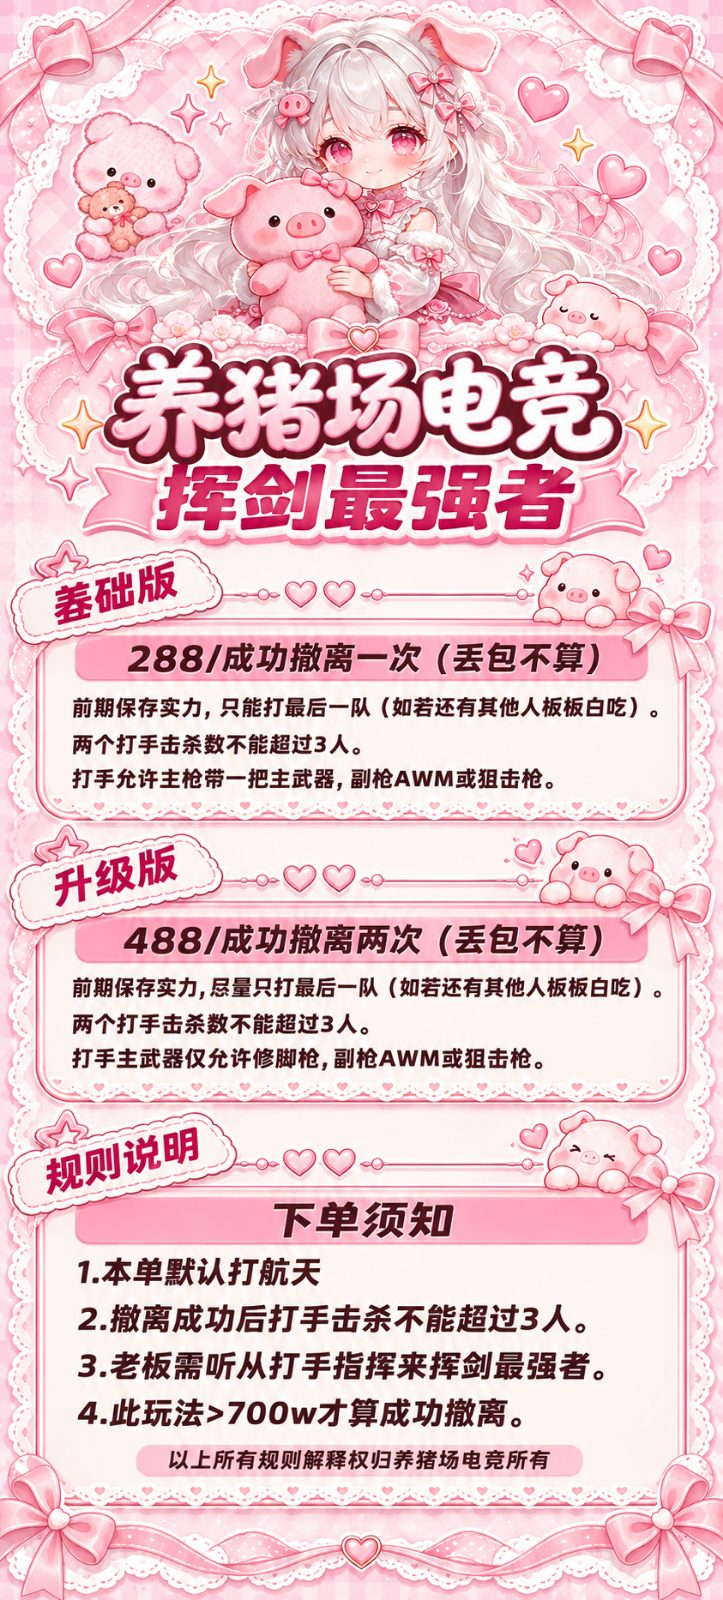 养猪场电竞
挥剑最强者
基础版
288/成功撤离一次（丢包不算）
前期保存实力，只能打最后一队（如若还有其他人板板白吃）。
两个打手击杀数不能超过3人。
打手允许主枪带一把主武器，副枪AWM或狙击枪。
升级版
488/成功撤离两次（丢包不算）
前期保存实力，尽量只打最后一队（如若还有其他人板板白吃）。
两个打手击杀数不能超过3人。
打手主武器仅允许修脚枪，副枪AWM或狙击枪。
规则说明
下单须知
1.本单默认打航天
2.撤离成功后打手击杀不能超过3人。
3.老板需听从打手指挥来挥剑最强者。
4.此玩法>700w才算成功撤离。
以上所有规则解释权归养猪场电竞所有